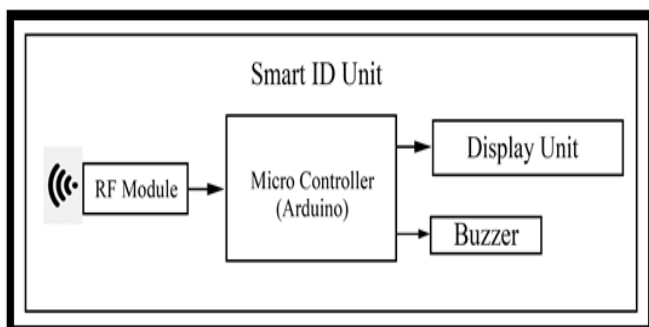 Smart ID Unit
RF Module
Micro Controller
(Arduino)
Display Unit
Buzzer